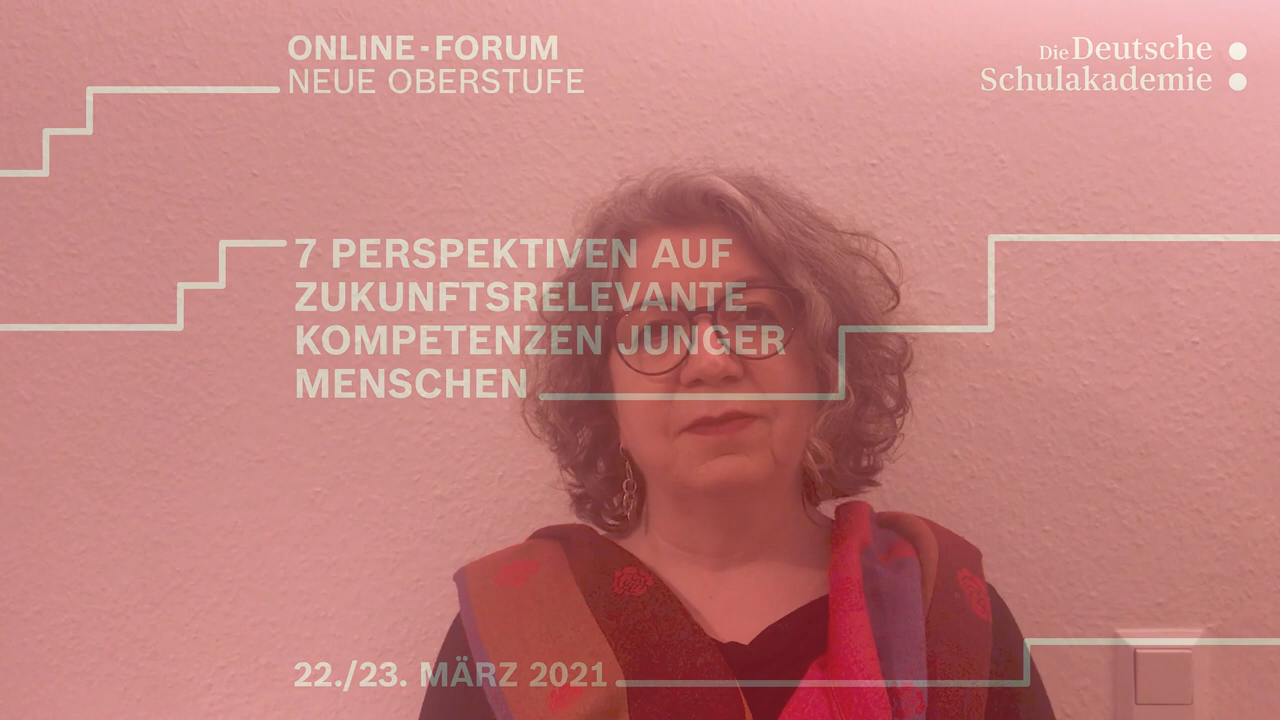 ONLINE-FORUM
NEUE OBERSTUFE
Die Deutsche
Schulakademie
7 PERSPEKTIVEN AUF
ZUKUNFTSRELEVANTE
KOMPETENZEN JUNGER
MENSCHEN
22./23. MÄRZ 2021